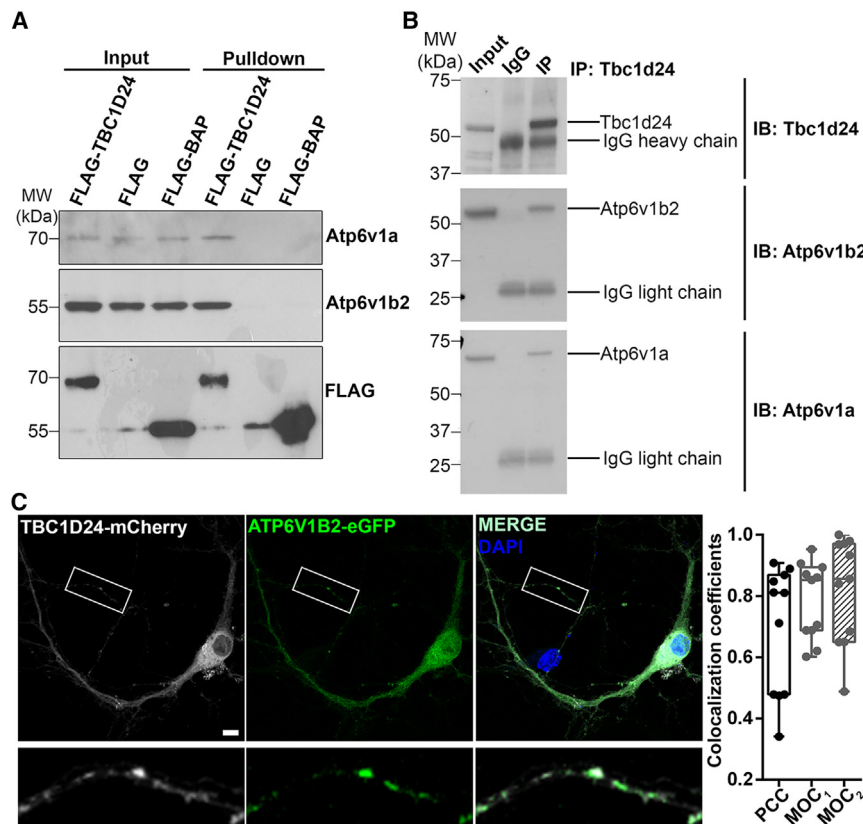 A
Input Pulldown
FLAG-TBC1D24 FLAG FLAG-BAP FLAG-TBC1D24 FLAG FLAG-BAP
MW
(kDa)
70 Atp6v1a
55 Atp6v1b2
70
FLAG
55
B
MW
(kDa)
Input IgG IP
IP: Tbc1d24
75
Tbc1d24
50 IgG heavy chain
37
IB: Tbc1d24
50 Atp6v1b2
37
25 IgG light chain
IB: Atp6v1b2
75
Atp6v1a
50
37
25 IgG light chain
IB: Atp6v1a
C
TBC1D24-mCherry
ATP6V1B2-eGFP
MERGE
DAPI
Colocalization coefficients
1.0
0.8
0.6
0.4
0.2
PCC MOC1 MOC2